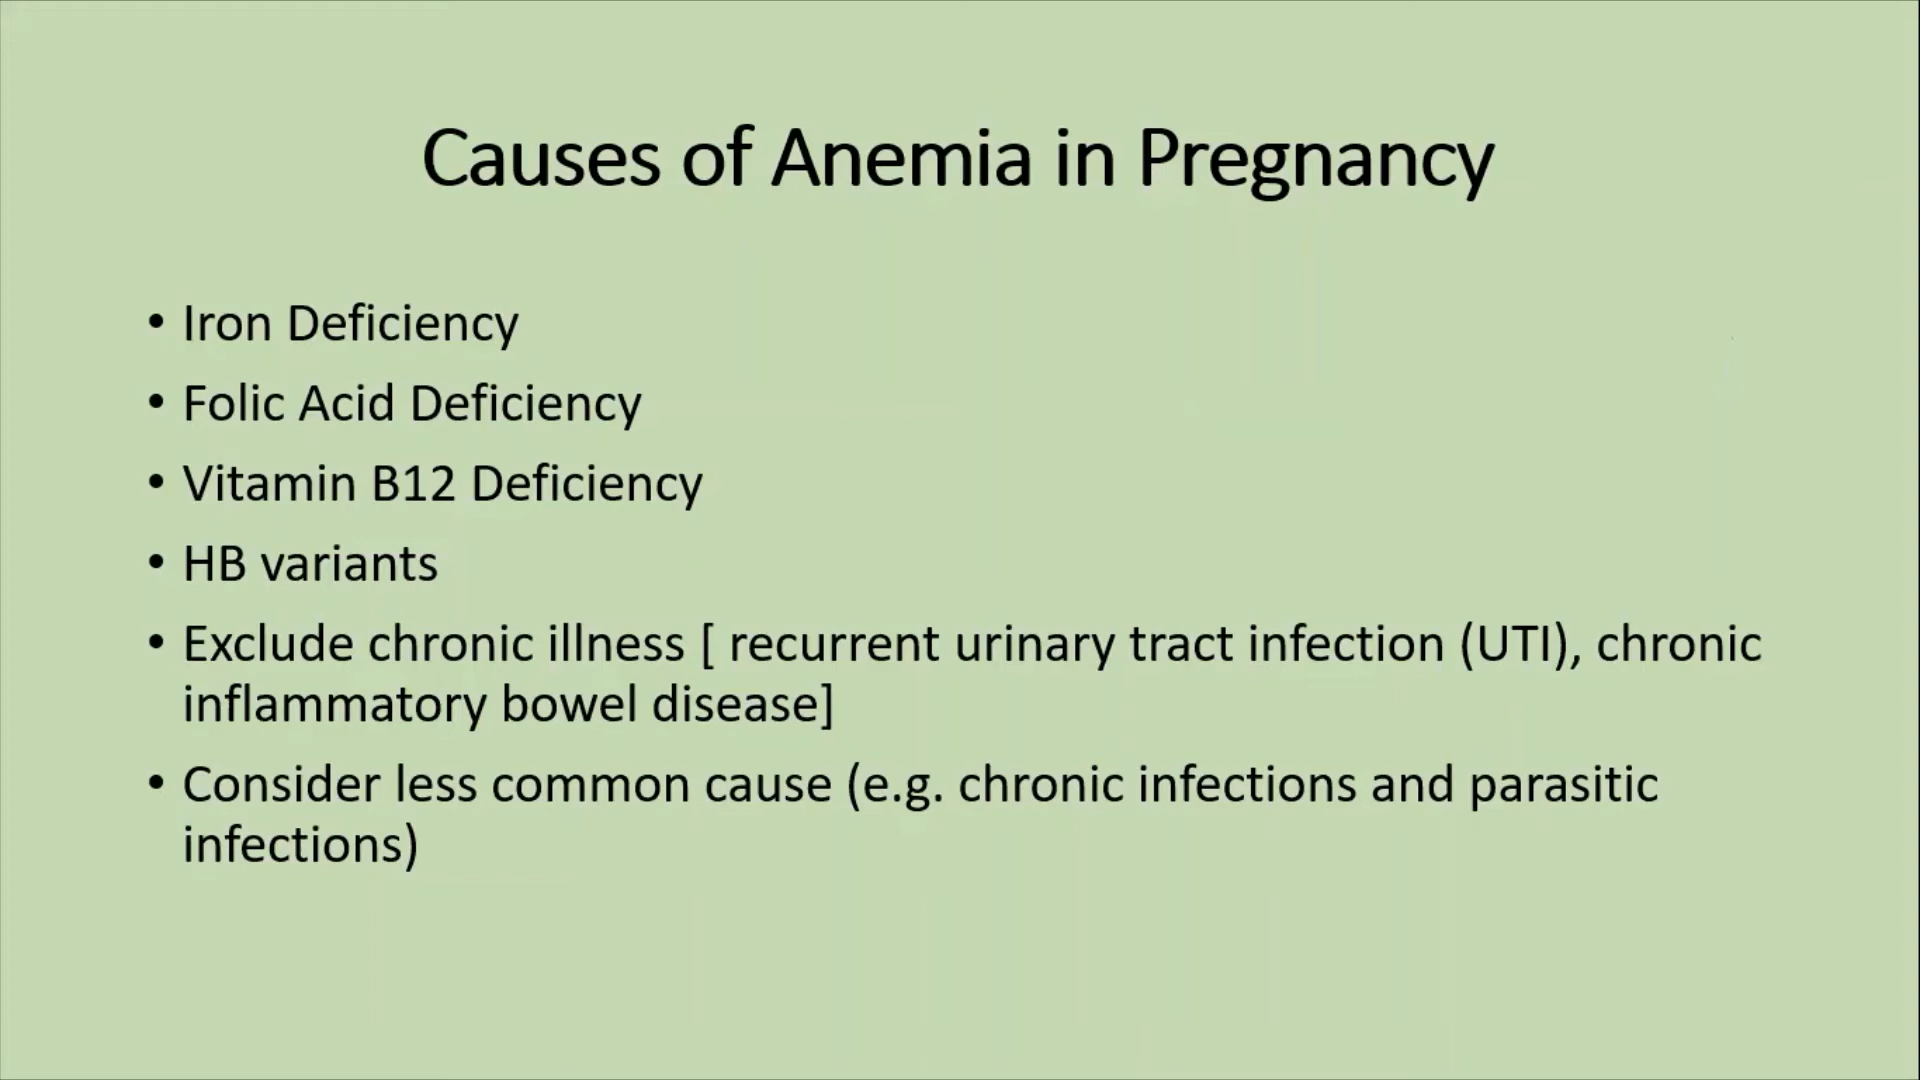 Causes of Anemia in Pregnancy
• Iron Deficiency
• Folic Acid Deficiency
• Vitamin B12 Deficiency
• HB variants
• Exclude chronic illness [ recurrent urinary tract infection (UTI), chronic
inflammatory bowel disease]
• Consider less common cause (e.g. chronic infections and parasitic
infections)